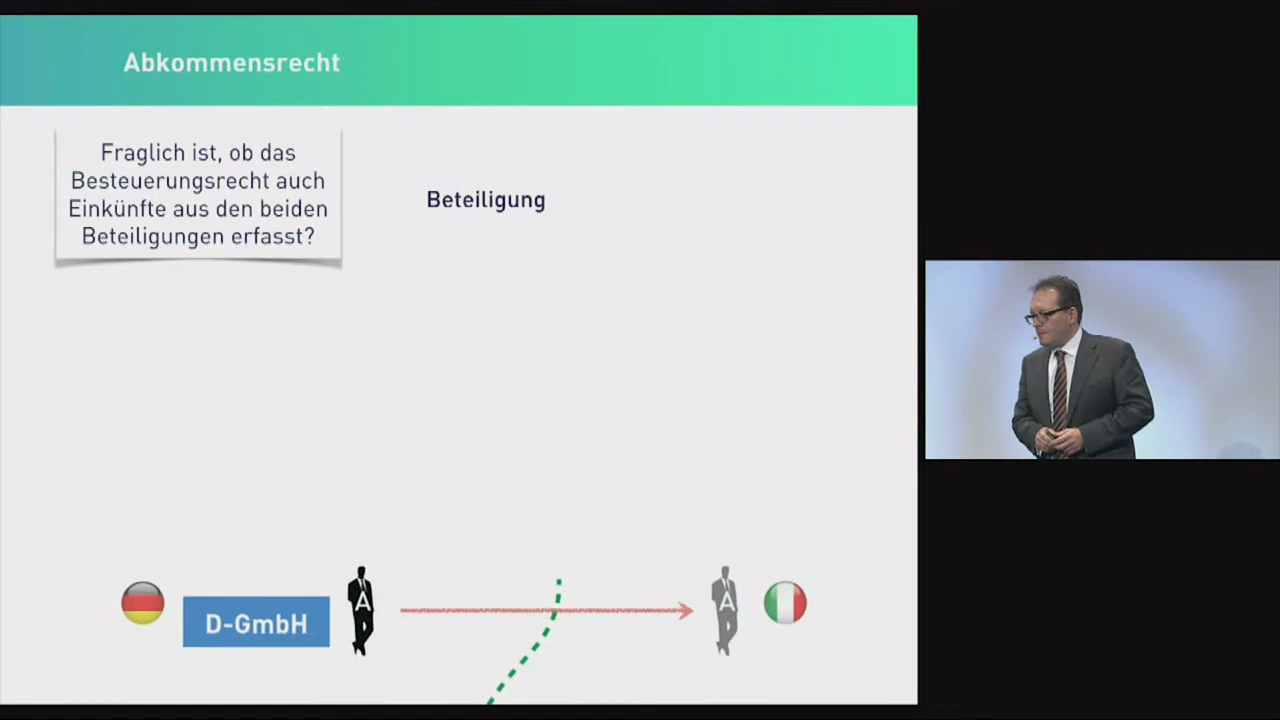 Abkommensrecht
Fraglich ist, ob das
Besteuerungsrecht auch
Einkünfte aus den beiden
Beteiligungen erfasst?
Beteiligung
D-GmbH
A
A